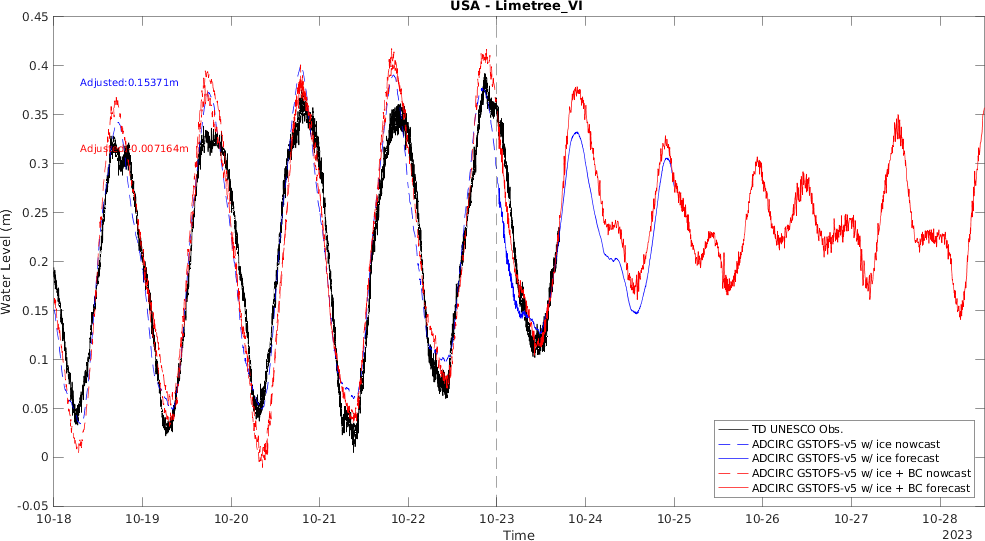 USA - Limetree_VI
0.45
0.4
0.35
0.3
0.25
0.2
0.15
0.1
0.05
0
-0.05
Water Level (m)
Adjusted:0.15371m
Adjusted:0.007164m
TD UNESCO Obs.
ADCIRC GSTOFS-v5 w/ ice nowcast
ADCIRC GSTOFS-v5 w/ ice forecast
ADCIRC GSTOFS-v5 w/ ice + BC nowcast
ADCIRC GSTOFS-v5 w/ ice + BC forecast
10-18 10-19 10-20 10-21 10-22 10-23 10-24 10-25 10-26 10-27 10-28
Time
2023